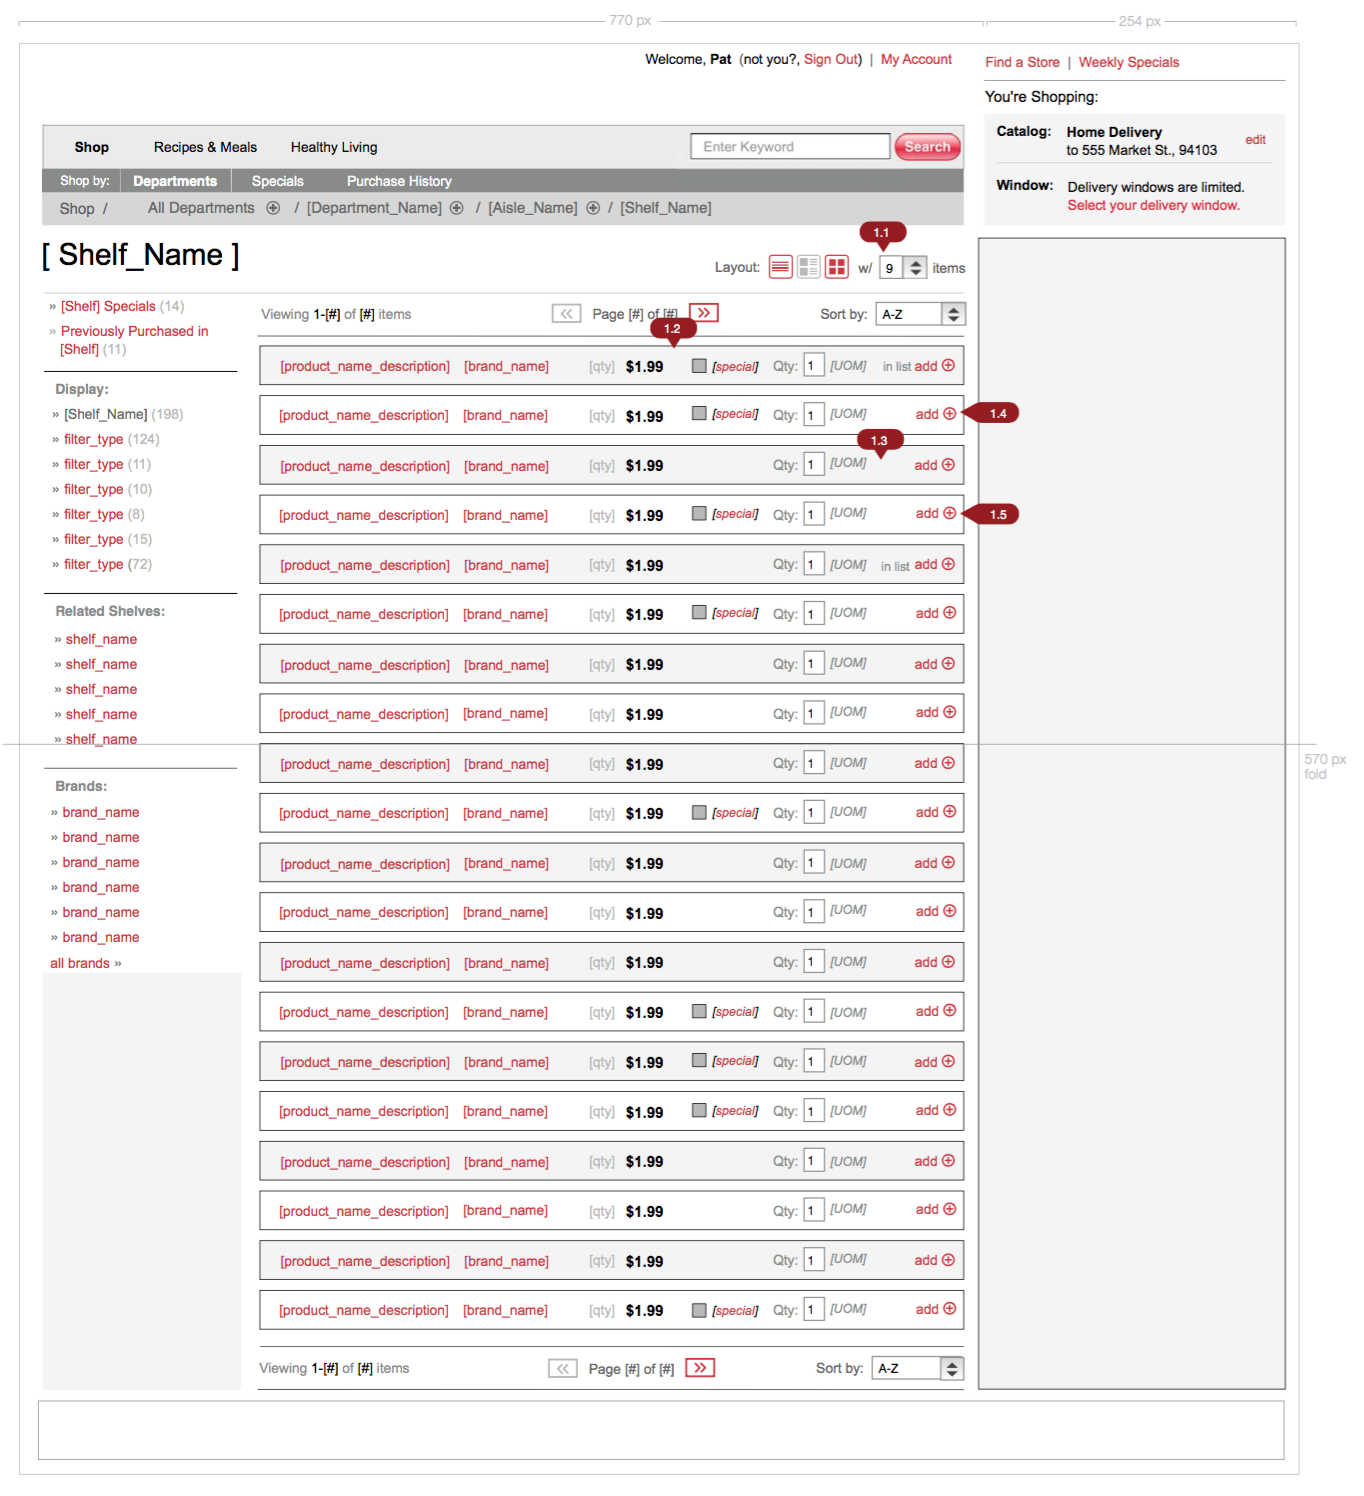 770 px
254 px
Welcome, Pat (not you?, Sign Out) | My Account
Find a Store | Weekly Specials
You're Shopping:
Catalog: Home Delivery
to 555 Market St., 94103
edit
Window: Delivery windows are limited.
Select your delivery window.
Shop Recipes & Meals Healthy Living
Enter Keyword Search
Shop by: Departments Specials Purchase History
Shop / All Departments / [Department_Name] / [Aisle_Name] / [Shelf_Name]
1.1
[ Shelf_Name ]
Layout: w/ 9 items
» [Shelf] Specials (14)
» Previously Purchased in
[Shelf] (11)
Display:
» [Shelf_Name] (198)
» filter_type (124)
» filter_type (11)
» filter_type (10)
» filter_type (8)
» filter_type (15)
» filter_type (72)
Related Shelves:
» shelf_name
» shelf_name
» shelf_name
» shelf_name
» shelf_name
Brands:
» brand_name
» brand_name
» brand_name
» brand_name
» brand_name
» brand_name
all brands »
Viewing 1-[#] of [#] items Page [#] of [#] Sort by: A-Z
1.2
[product_name_description] [brand_name] [qty] $1.99 [special] Qty: 1 [UOM] in list add
[product_name_description] [brand_name] [qty] $1.99 [special] Qty: 1 [UOM] add
1.4
1.3
[product_name_description] [brand_name] [qty] $1.99 Qty: 1 [UOM] add
[product_name_description] [brand_name] [qty] $1.99 [special] Qty: 1 [UOM] add
1.5
[product_name_description] [brand_name] [qty] $1.99 Qty: 1 [UOM] in list add
[product_name_description] [brand_name] [qty] $1.99 [special] Qty: 1 [UOM] add
[product_name_description] [brand_name] [qty] $1.99 Qty: 1 [UOM] add
[product_name_description] [brand_name] [qty] $1.99 Qty: 1 [UOM] add
570 px
fold
[product_name_description] [brand_name] [qty] $1.99 Qty: 1 [UOM] add
[product_name_description] [brand_name] [qty] $1.99 [special] Qty: 1 [UOM] add
[product_name_description] [brand_name] [qty] $1.99 Qty: 1 [UOM] add
[product_name_description] [brand_name] [qty] $1.99 Qty: 1 [UOM] add
[product_name_description] [brand_name] [qty] $1.99 Qty: 1 [UOM] add
[product_name_description] [brand_name] [qty] $1.99 [special] Qty: 1 [UOM] add
[product_name_description] [brand_name] [qty] $1.99 [special] Qty: 1 [UOM] add
[product_name_description] [brand_name] [qty] $1.99 [special] Qty: 1 [UOM] add
[product_name_description] [brand_name] [qty] $1.99 Qty: 1 [UOM] add
[product_name_description] [brand_name] [qty] $1.99 Qty: 1 [UOM] add
[product_name_description] [brand_name] [qty] $1.99 Qty: 1 [UOM] add
[product_name_description] [brand_name] [qty] $1.99 [special] Qty: 1 [UOM] add
Viewing 1-[#] of [#] items Page [#] of [#] Sort by: A-Z